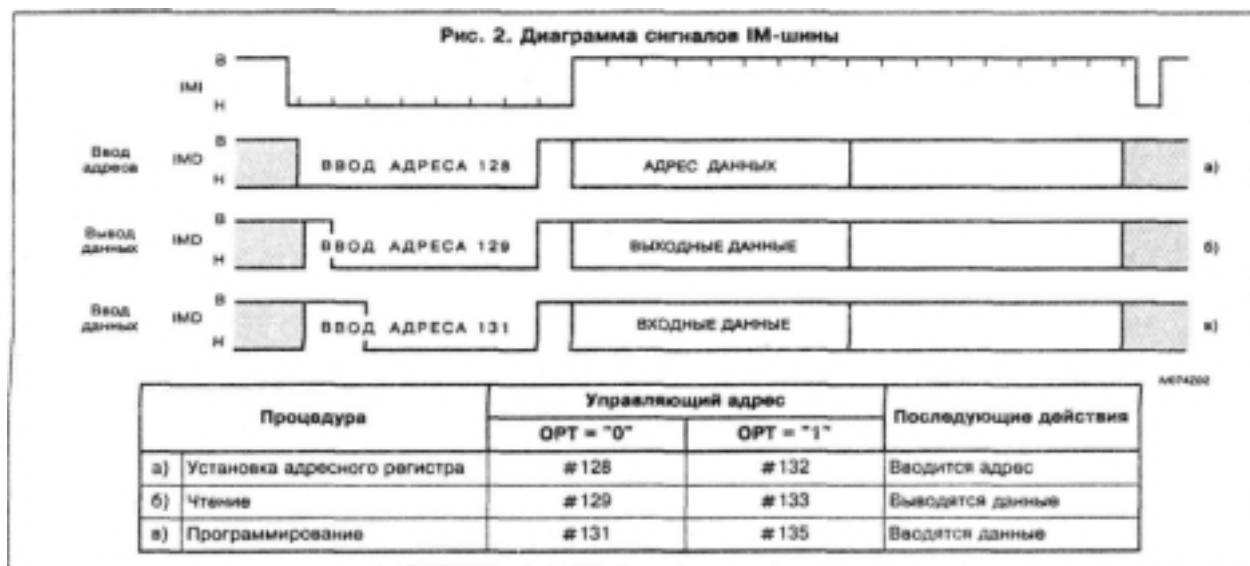 Рис. 2. Диаграмма сигналов IM-шины
IMI
В
Н
Ввод адресов
IMD
В
Н
ВВОД АДРЕСА 128
АДРЕС ДАННЫХ
а)
Вывод данных
IMD
В
Н
ВВОД АДРЕСА 129
ВЫХОДНЫЕ ДАННЫЕ
б)
Ввод данных
IMD
В
Н
ВВОД АДРЕСА 131
ВХОДНЫЕ ДАННЫЕ
в)
Процедура
Управляющий адрес
Последующие действия
OPT = "0"
OPT = "1"
а) Установка адресного регистра #128 #132 Вводится адрес
б) Чтение #129 #133 Выводятся данные
в) Программирование #131 #135 Вводятся данные